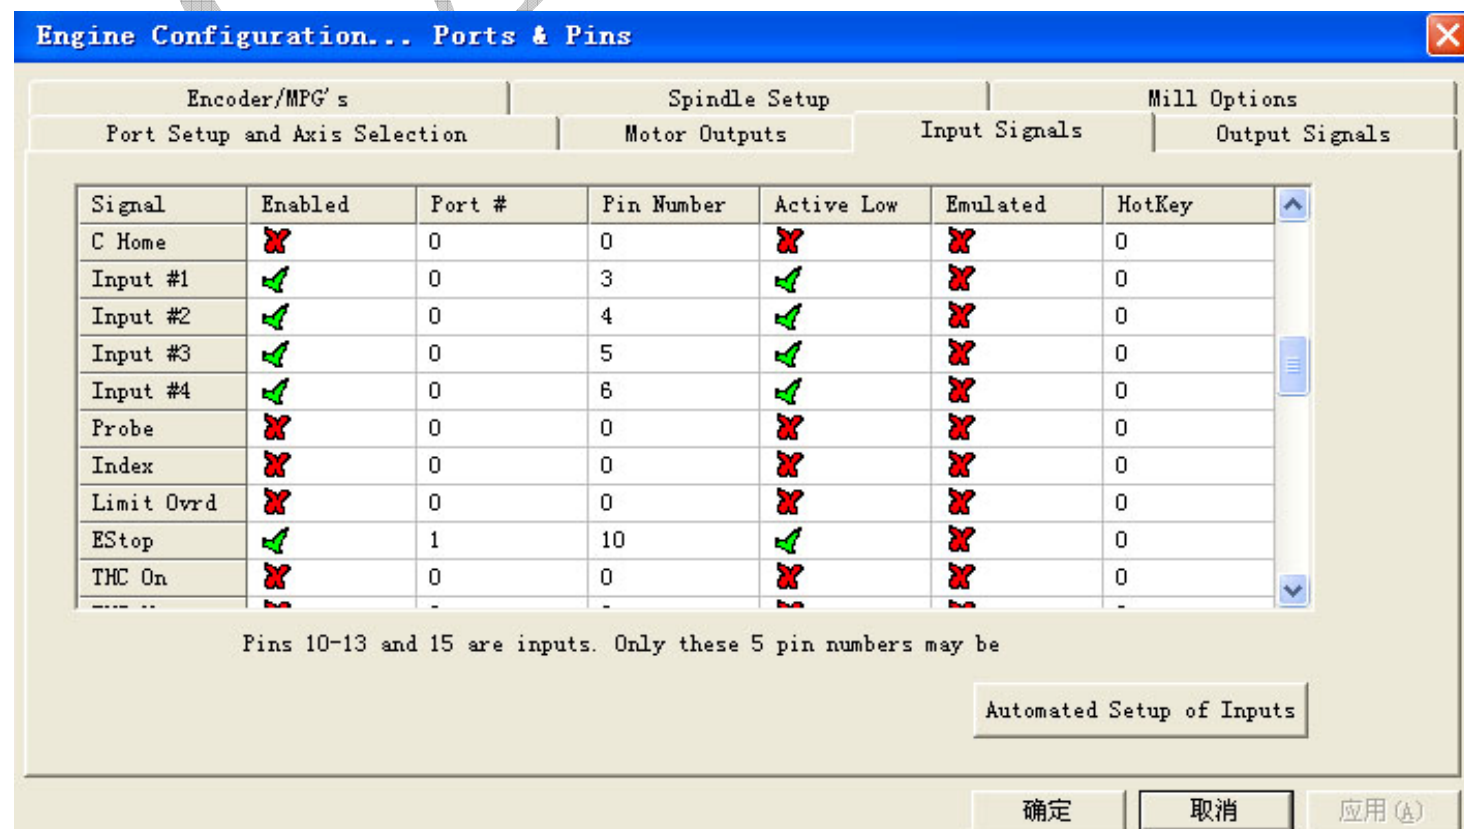 Engine Configuration... Ports & Pins
Encoder/MPG's Spindle Setup Mill Options
Port Setup and Axis Selection Motor Outputs Input Signals Output Signals
Signal Enabled Port # Pin Number Active Low Emulated HotKey
C Home 0 0 0
Input #1 0 3 0
Input #2 0 4 0
Input #3 0 5 0
Input #4 0 6 0
Probe 0 0 0
Index 0 0 0
Limit Ovrd 0 0 0
EStop 1 10 0
THC On 0 0 0
Pins 10-13 and 15 are inputs. Only these 5 pin numbers may be
Automated Setup of Inputs
确定 取消 应用(A)